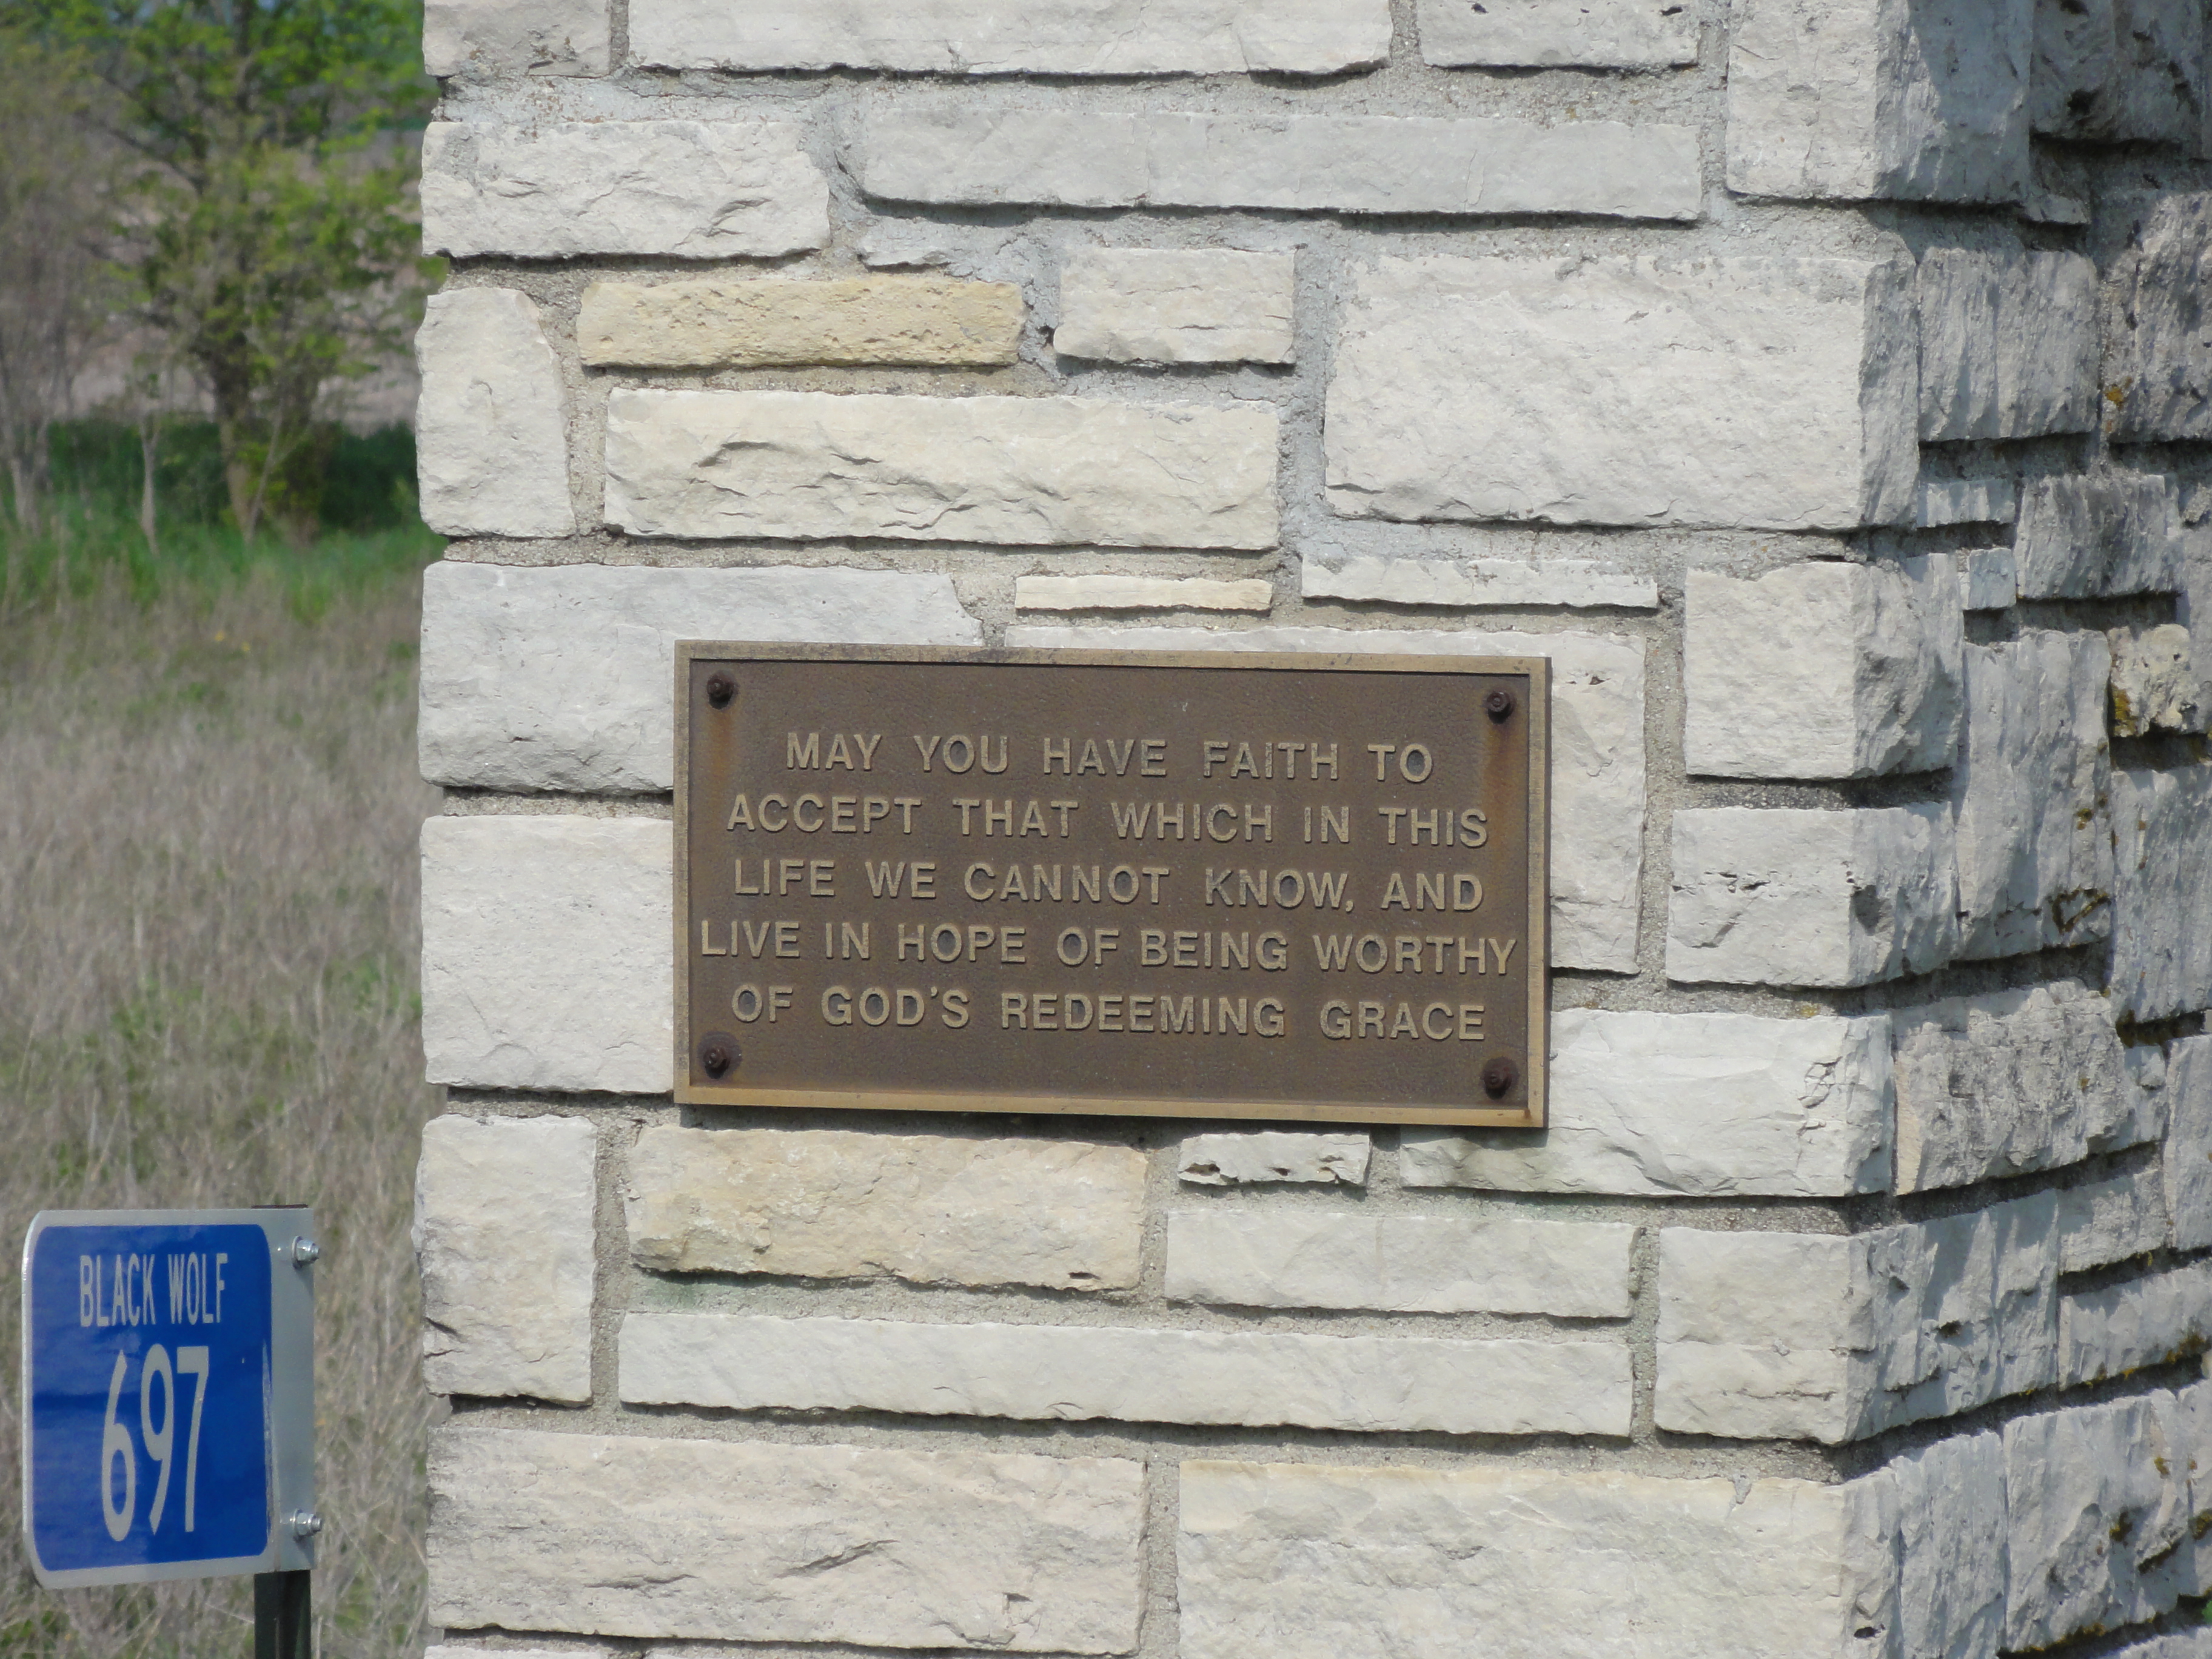 MAY YOU HAVE FAITH TO
ACCEPT THAT WHICH IN THIS
LIFE WE CANNOT KNOW, AND
LIVE IN HOPE OF BEING WORTHY
OF GOD'S REDEEMING GRACE
BLACK WOLF
697